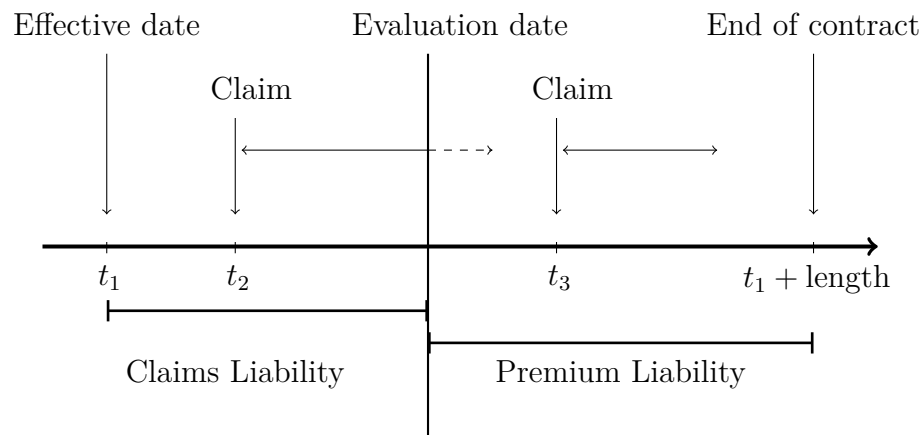 Effective date Evaluation date End of contract
Claim Claim
t₁ t₂ t₃ t₁ + length
Claims Liability Premium Liability